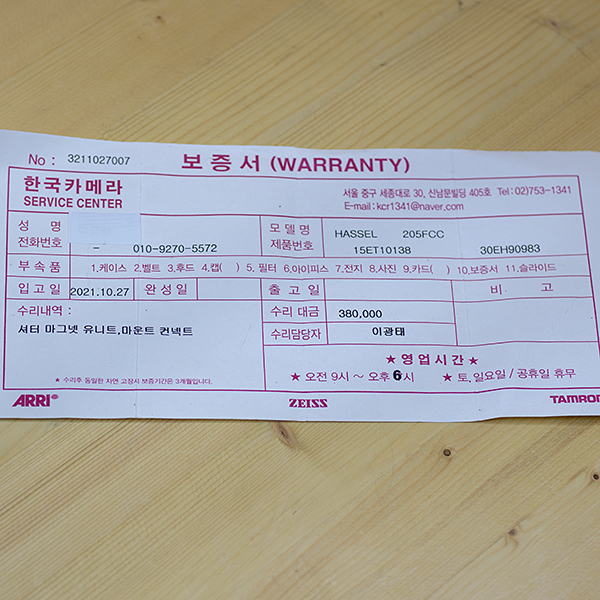 No : 3211027007 보 증 서 (WARRANTY)
한국카메라
SERVICE CENTER
서울 중구 세종대로 30, 신남문빌딩 405호 Tel : 02)753-1341
E-mail : kcr1341@naver.com
성 명
전화번호 - 010-9270-5572
모 델 명 HASSEL 205FCC
제품번호 15ET10138 30EH90983
부 속 품 1.케이스 2.벨트 3.후드 4.캡( ) 5. 필터 6.아이피스 7.전지 8.사진 9.카드( ) 10.보증서 11.슬라이드
입 고 일 2021.10.27 완 성 일 출 고 일 비 고
수리내역 :
셔터 마그넷 유니트,마운트 컨넥트
수리 대금 380,000
수리담당자 이광태
★ 영 업 시 간 ★
★ 오전 9시 ~ 오후 6시 ★ 토, 일요일 / 공휴일 휴무
★ 수리후 동일한 자연 고장시 보증기간은 3개월입니다.
ARRI® ZEISS TAMRON